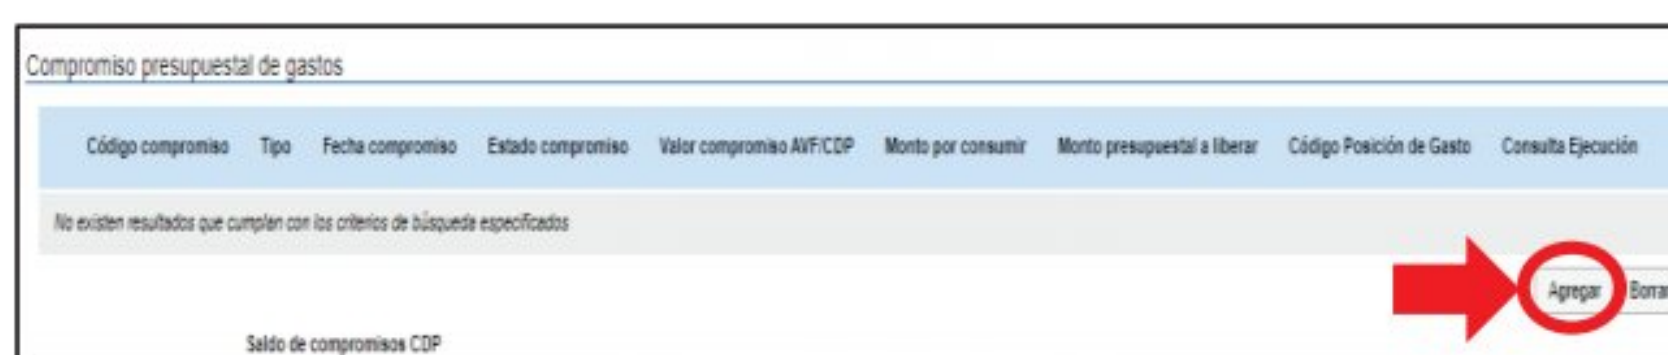 Compromiso presupuestal de gastos
Código compromiso Tipo Fecha compromiso Estado compromiso Valor compromiso AVF/CDP Monto por consumir Monto presupuestal a liberar Código Posición de Gasto Consulta Ejecución
No existen resultados que cumplan con los criterios de búsqueda especificados
Agregar Borrar
Saldo de compromisos CDP